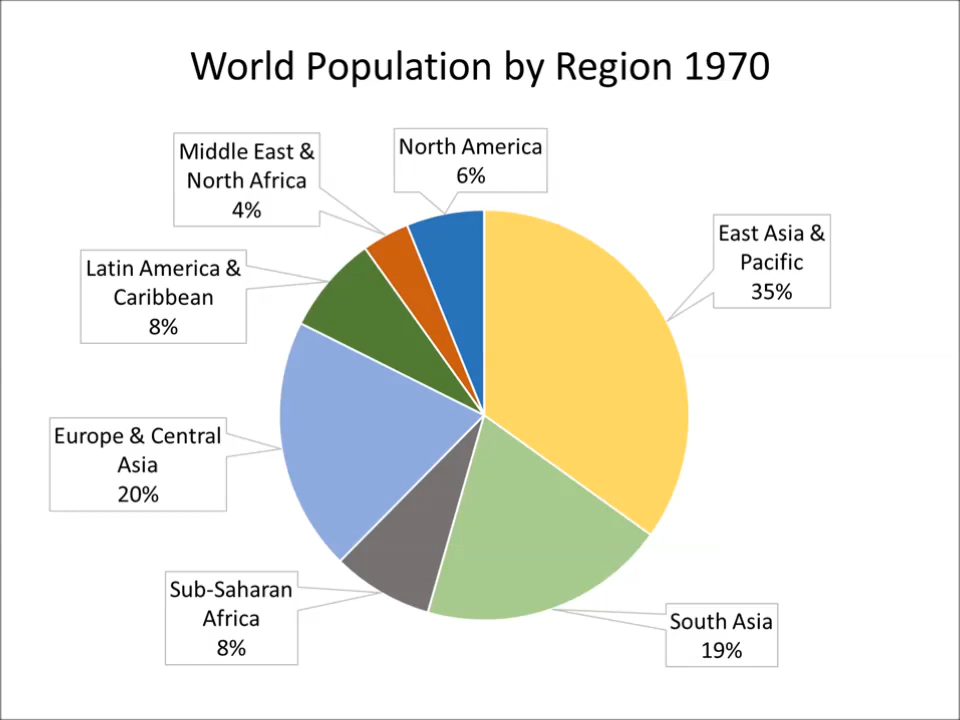 World Population by Region 1970
Middle East &
North Africa
4%
North America
6%
East Asia &
Pacific
35%
Latin America &
Caribbean
8%
Europe & Central
Asia
20%
Sub-Saharan
Africa
8%
South Asia
19%